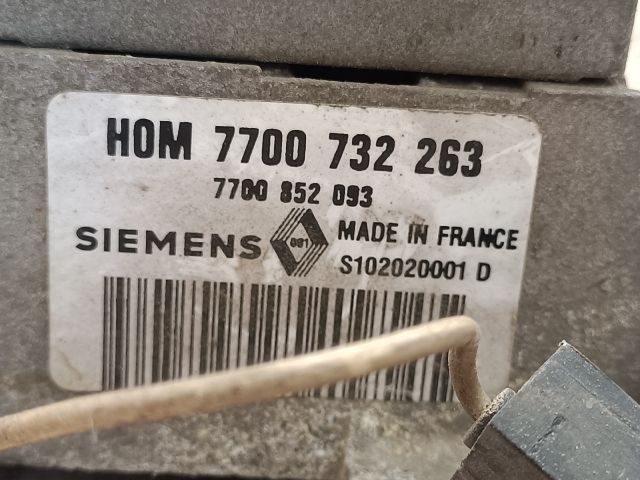 HOM 7700 732 263
7700 852 093
SIEMENS
MADE IN FRANCE
S102020001 D